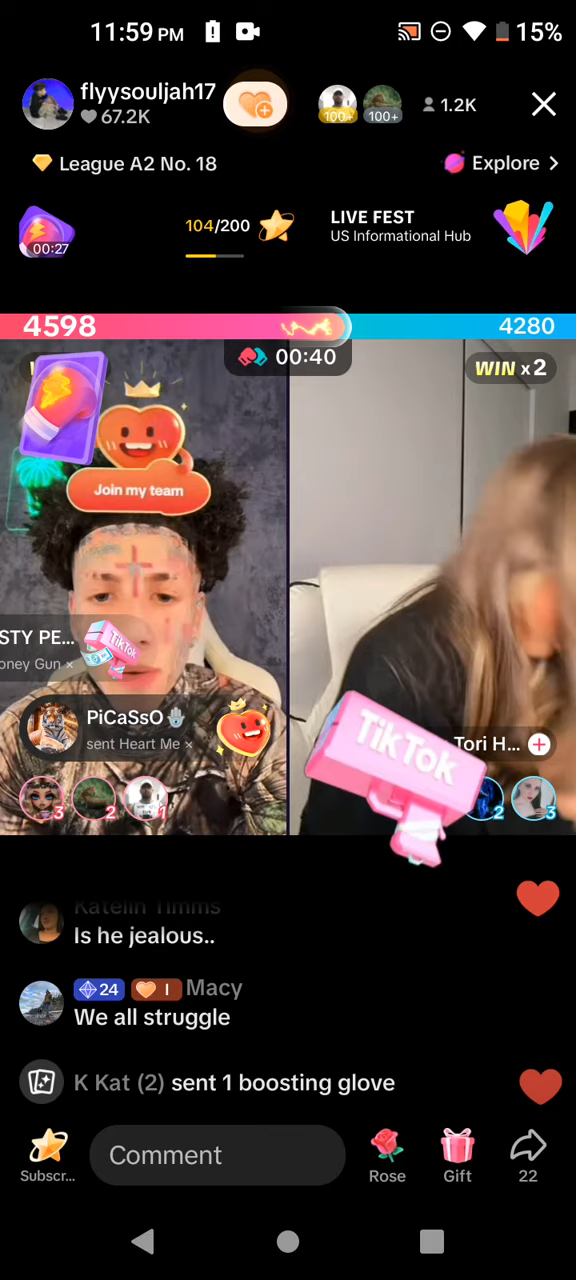 11:59 PM
15%
flyysouljah17
67.2K
100+
100+
1.2K
League A2 No. 18
Explore
00:27
104/200
LIVE FEST
US Informational Hub
4598
4280
00:40
WIN x 2
Join my team
STY PE...
oney Gun ×
TikTok
PiCaSsO
sent Heart Me ×
TikTok
Tori H...
3
2
1
2
3
Katelin Timms
Is he jealous..
24 I Macy
We all struggle
K Kat (2) sent 1 boosting glove
Subscr...
Comment
Rose
Gift
22